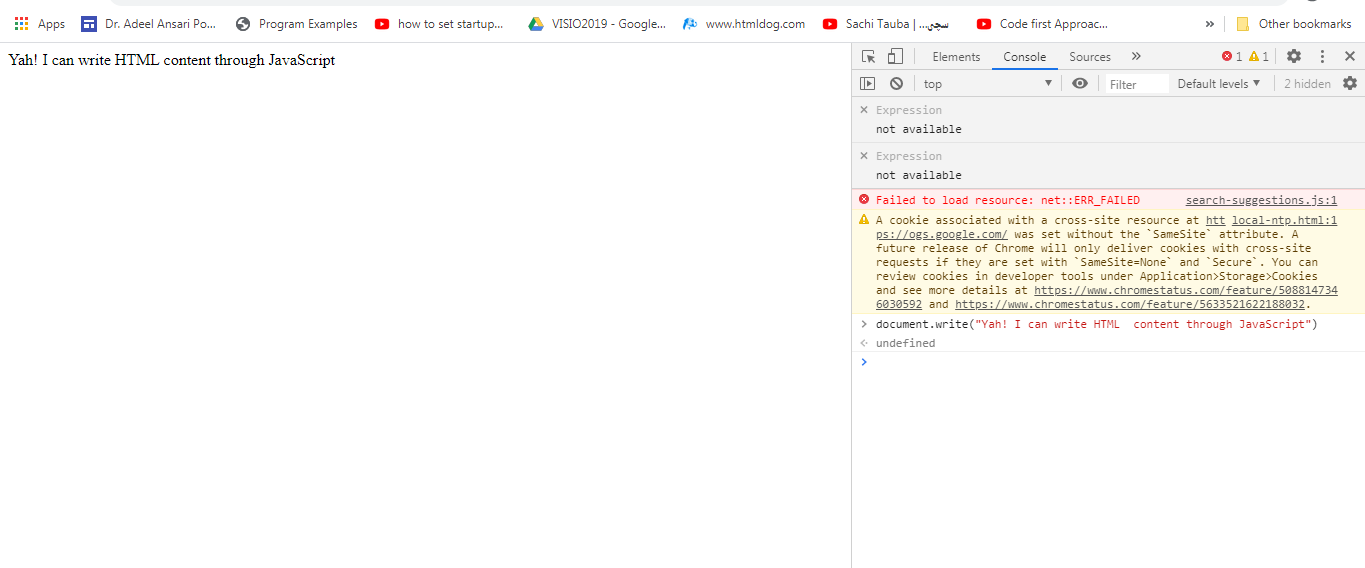 Apps Dr. Adeel Ansari Po... Program Examples how to set startup... VISIO2019 - Google... www.htmldog.com Sachi Tauba | سچی... Code first Approac... » Other bookmarks
Yah! I can write HTML content through JavaScript
Elements Console Sources » 1 1
top Filter Default levels 2 hidden
Expression
not available
Expression
not available
Failed to load resource: net::ERR_FAILED search-suggestions.js:1
A cookie associated with a cross-site resource at htt local-ntp.html:1
ps://ogs.google.com/ was set without the `SameSite` attribute. A
future release of Chrome will only deliver cookies with cross-site
requests if they are set with `SameSite=None` and `Secure`. You can
review cookies in developer tools under Application>Storage>Cookies
and see more details at https://www.chromestatus.com/feature/508814734
6030592 and https://www.chromestatus.com/feature/5633521622188032.
document.write("Yah! I can write HTML  content through JavaScript")
undefined